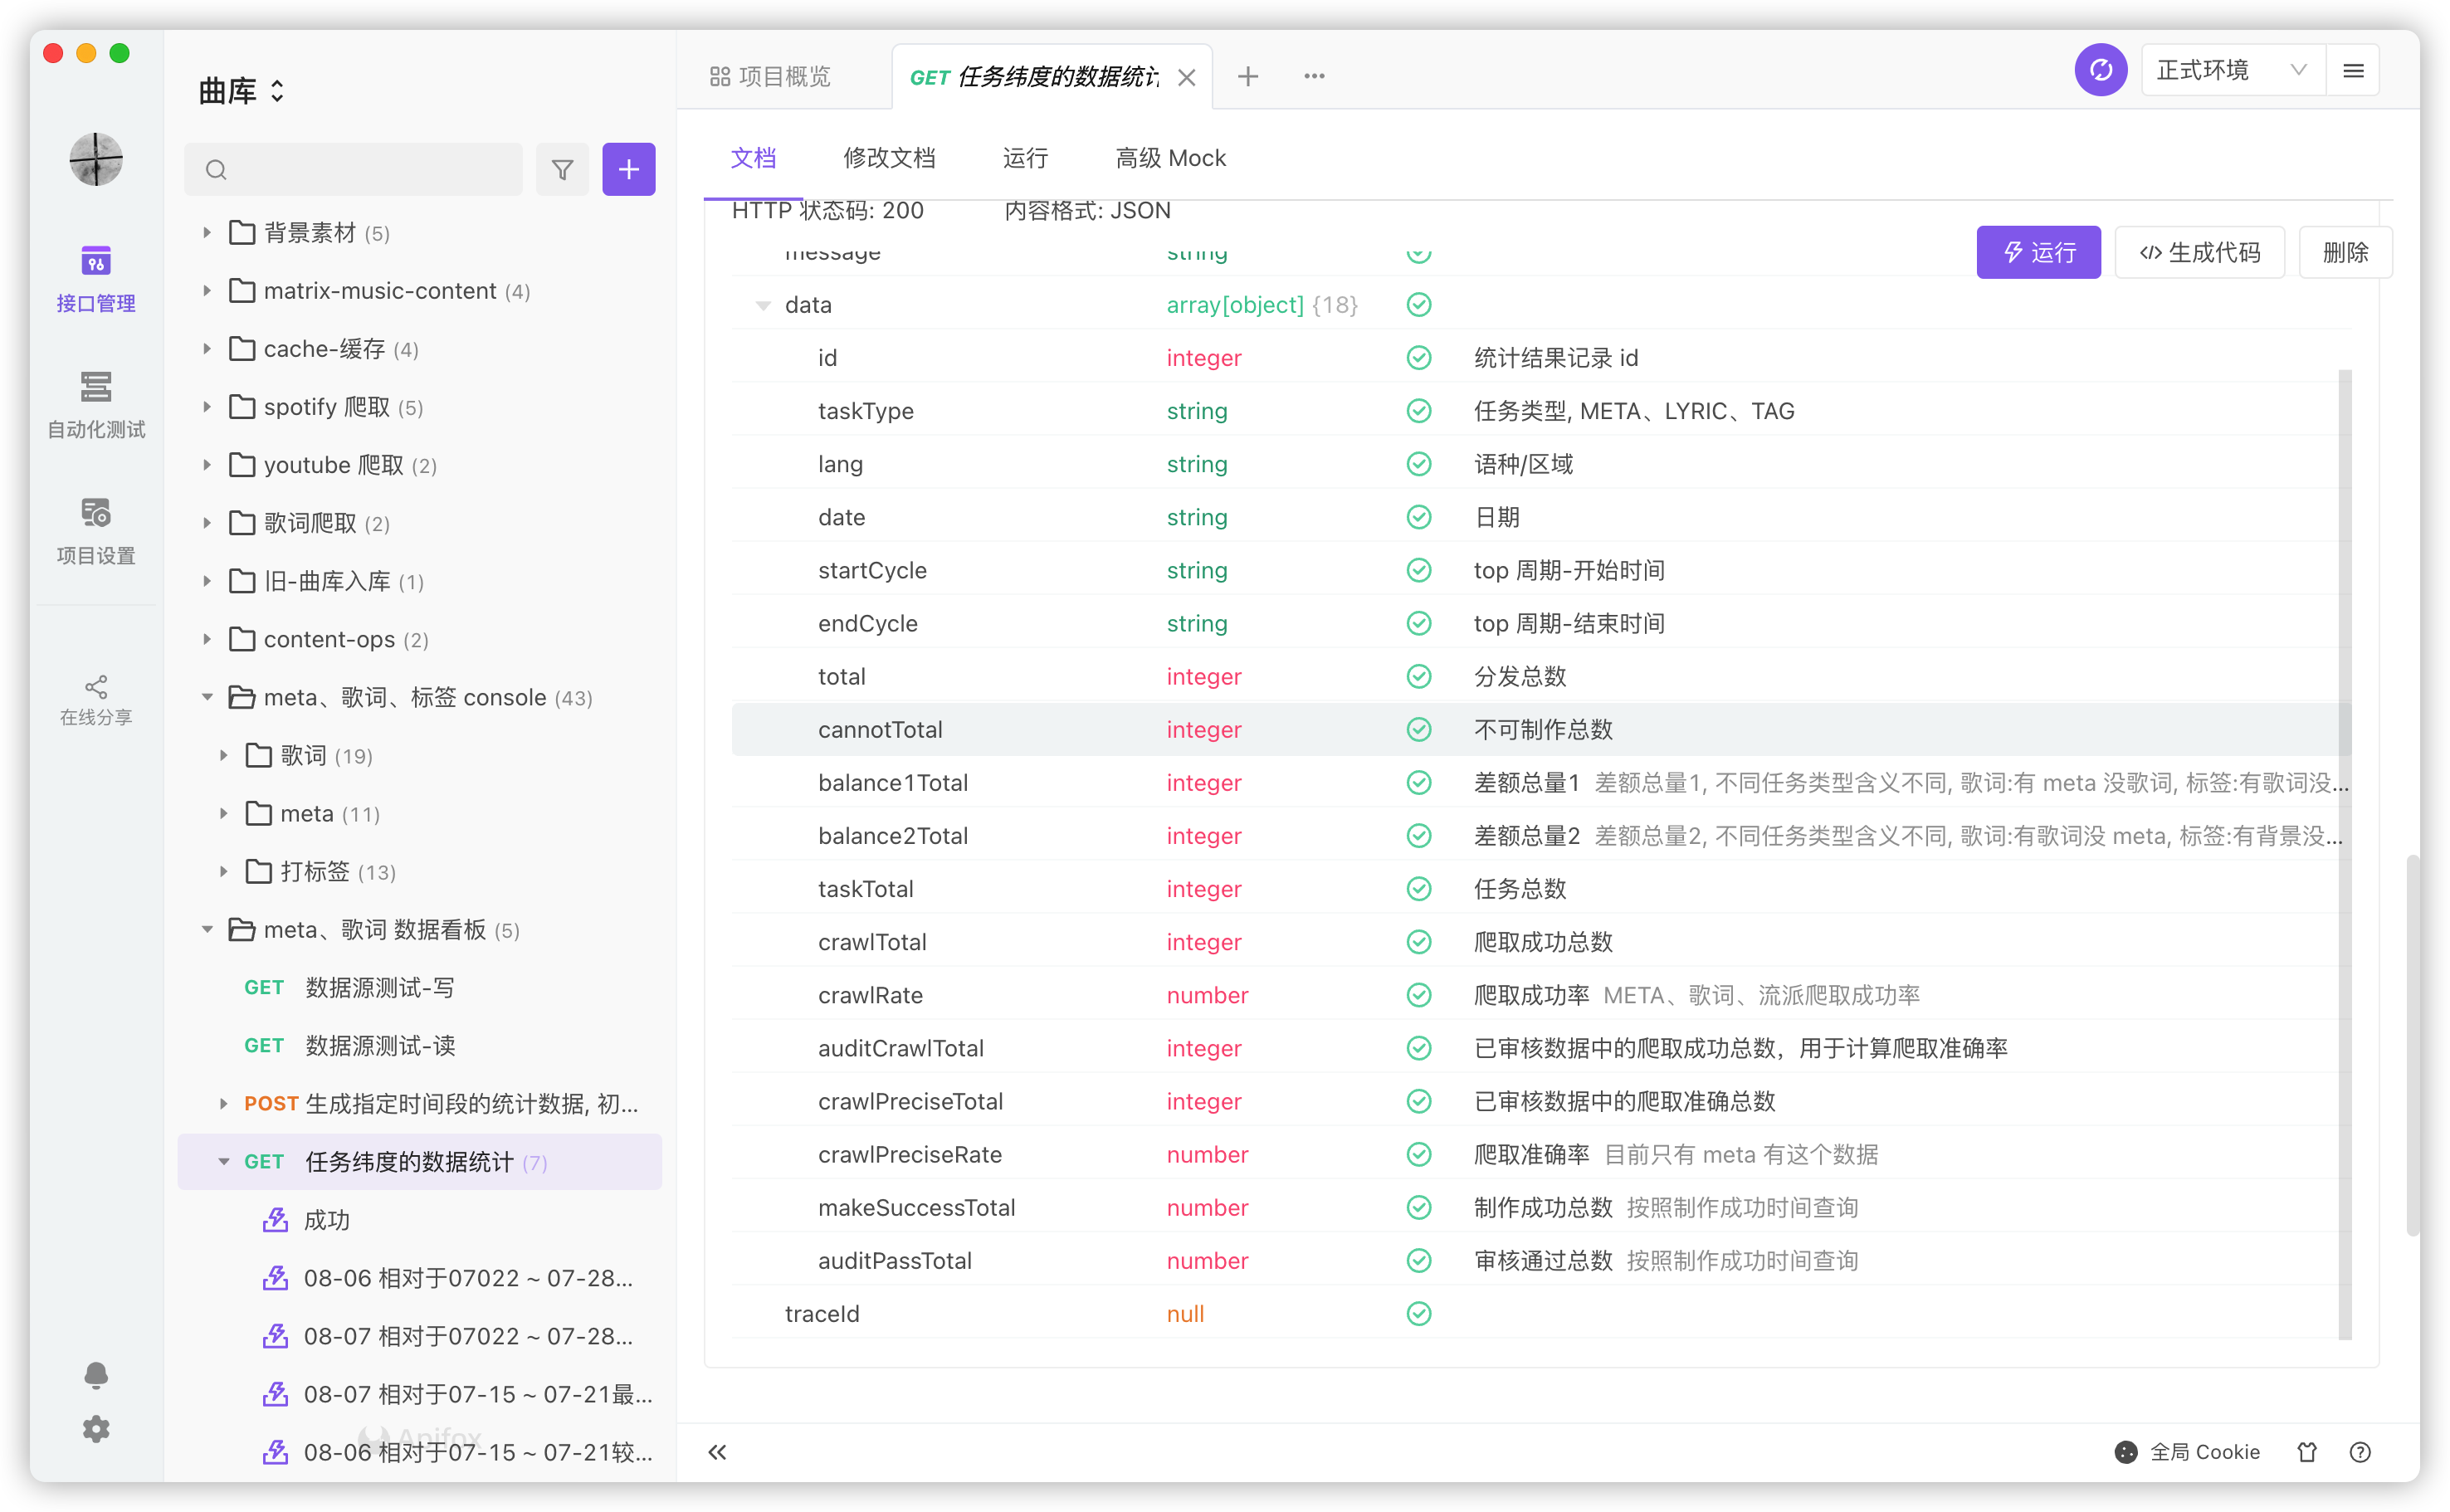 曲库
项目概览
GET 任务纬度的数据统计
正式环境
接口管理
自动化测试
项目设置
在线分享
背景素材 (5)
matrix-music-content (4)
cache-缓存 (4)
spotify 爬取 (5)
youtube 爬取 (2)
歌词爬取 (2)
旧-曲库入库 (1)
content-ops (2)
meta、歌词、标签 console (43)
歌词 (19)
meta (11)
打标签 (13)
meta、歌词 数据看板 (5)
GET 数据源测试-写
GET 数据源测试-读
POST 生成指定时间段的统计数据, 初...
GET 任务纬度的数据统计 (7)
成功
08-06 相对于07022 ~ 07-28...
08-07 相对于07022 ~ 07-28...
08-07 相对于07-15 ~ 07-21最...
08-06 相对于07-15 ~ 07-21较...
Apifox
文档 修改文档 运行 高级 Mock
HTTP 状态码: 200 内容格式: JSON
运行 生成代码 删除
message string
data array[object] {18}
id integer 统计结果记录 id
taskType string 任务类型, META、LYRIC、TAG
lang string 语种/区域
date string 日期
startCycle string top 周期-开始时间
endCycle string top 周期-结束时间
total integer 分发总数
cannotTotal integer 不可制作总数
balance1Total integer 差额总量1 差额总量1, 不同任务类型含义不同, 歌词:有 meta 没歌词, 标签:有歌词没...
balance2Total integer 差额总量2 差额总量2, 不同任务类型含义不同, 歌词:有歌词没 meta, 标签:有背景没...
taskTotal integer 任务总数
crawlTotal integer 爬取成功总数
crawlRate number 爬取成功率 META、歌词、流派爬取成功率
auditCrawlTotal integer 已审核数据中的爬取成功总数，用于计算爬取准确率
crawlPreciseTotal integer 已审核数据中的爬取准确总数
crawlPreciseRate number 爬取准确率 目前只有 meta 有这个数据
makeSuccessTotal number 制作成功总数 按照制作成功时间查询
auditPassTotal number 审核通过总数 按照制作成功时间查询
traceId null
全局 Cookie